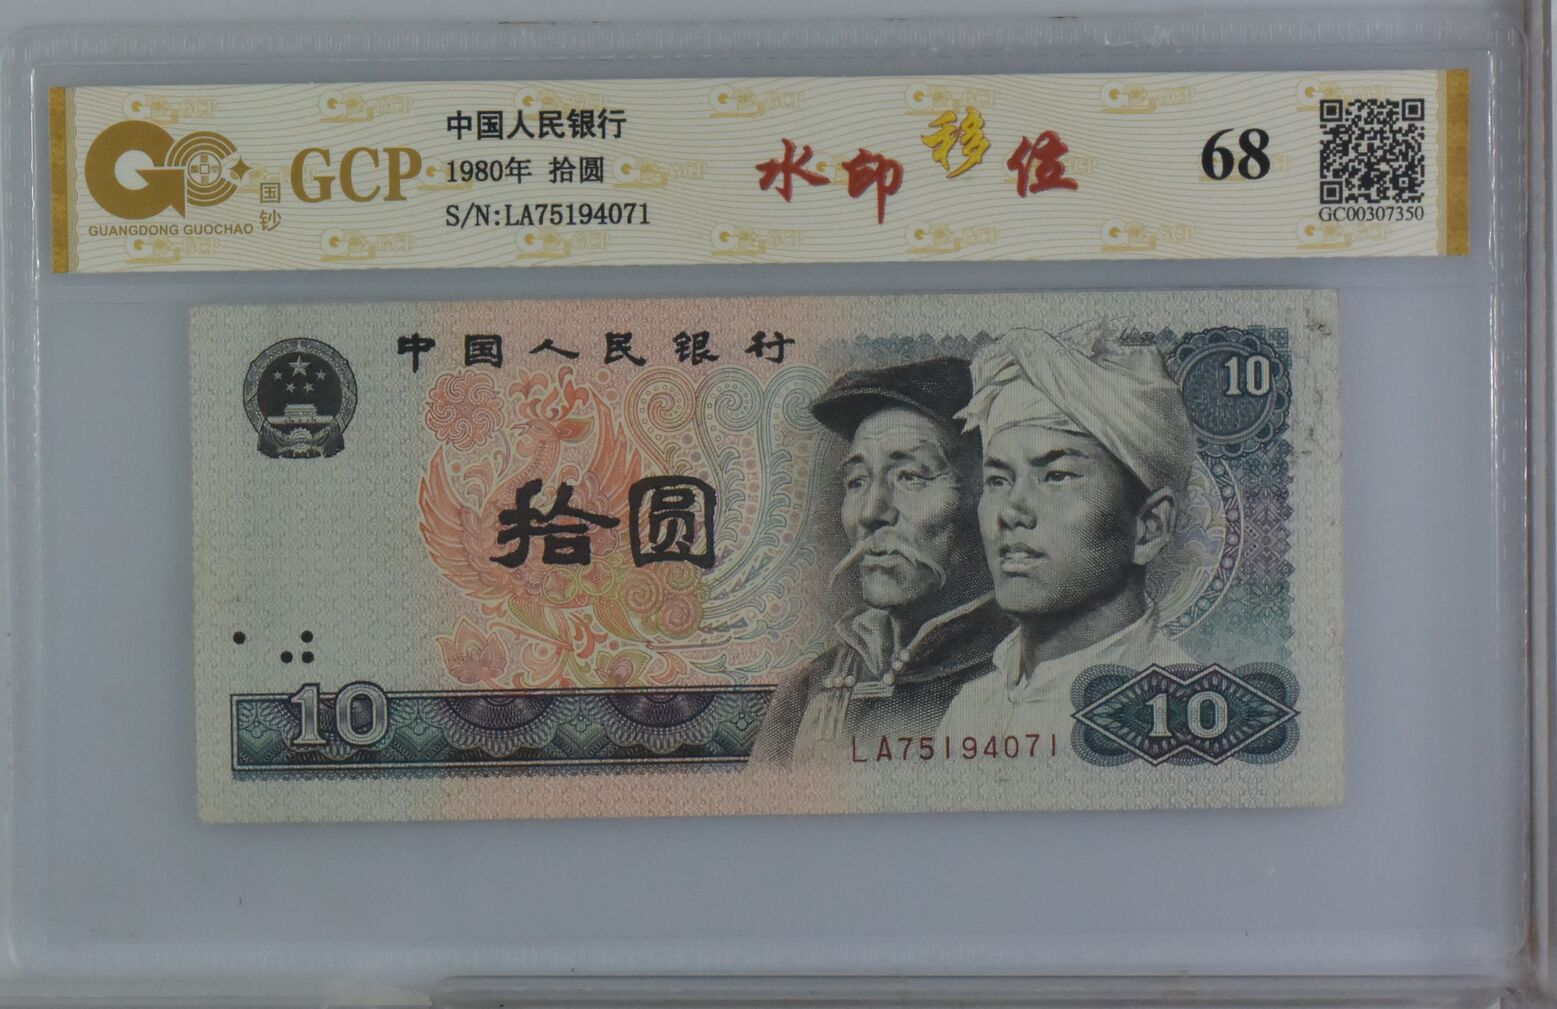 国钞
GUANGDONG GUOCHAO
GCP
中国人民银行
1980年 拾圆
S/N:LA75194071
水印移位
68
GC00307350
中国人民银行
10
拾圆
10
LA75194071
10